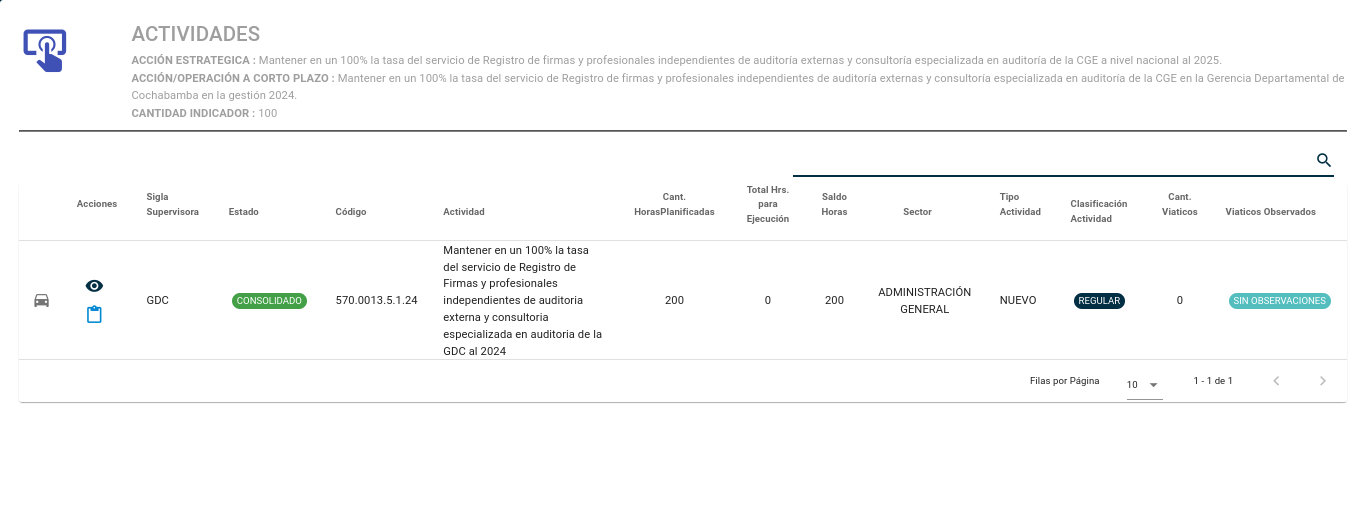 ACTIVIDADES
ACCIÓN ESTRATEGICA : Mantener en un 100% la tasa del servicio de Registro de firmas y profesionales independientes de auditoría externas y consultoría especializada en auditoría de la CGE a nivel nacional al 2025.
ACCIÓN/OPERACIÓN A CORTO PLAZO : Mantener en un 100% la tasa del servicio de Registro de firmas y profesionales independientes de auditoría externas y consultoría especializada en auditoría de la CGE en la Gerencia Departamental de
Cochabamba en la gestión 2024.
CANTIDAD INDICADOR : 100
Acciones
Sigla
Supervisora
Estado
Código
Actividad
Cant.
HorasPlanificadas
Total Hrs.
para
Ejecución
Saldo
Horas
Sector
Tipo
Actividad
Clasificación
Actividad
Cant.
Viaticos
Viaticos Observados
GDC
CONSOLIDADO
570.0013.5.1.24
Mantener en un 100% la tasa
del servicio de Registro de
Firmas y profesionales
independientes de auditoria
externa y consultoria
especializada en auditoria de la
GDC al 2024
200
0
200
ADMINISTRACIÓN
GENERAL
NUEVO
REGULAR
0
SIN OBSERVACIONES
Filas por Página
10
1 - 1 de 1